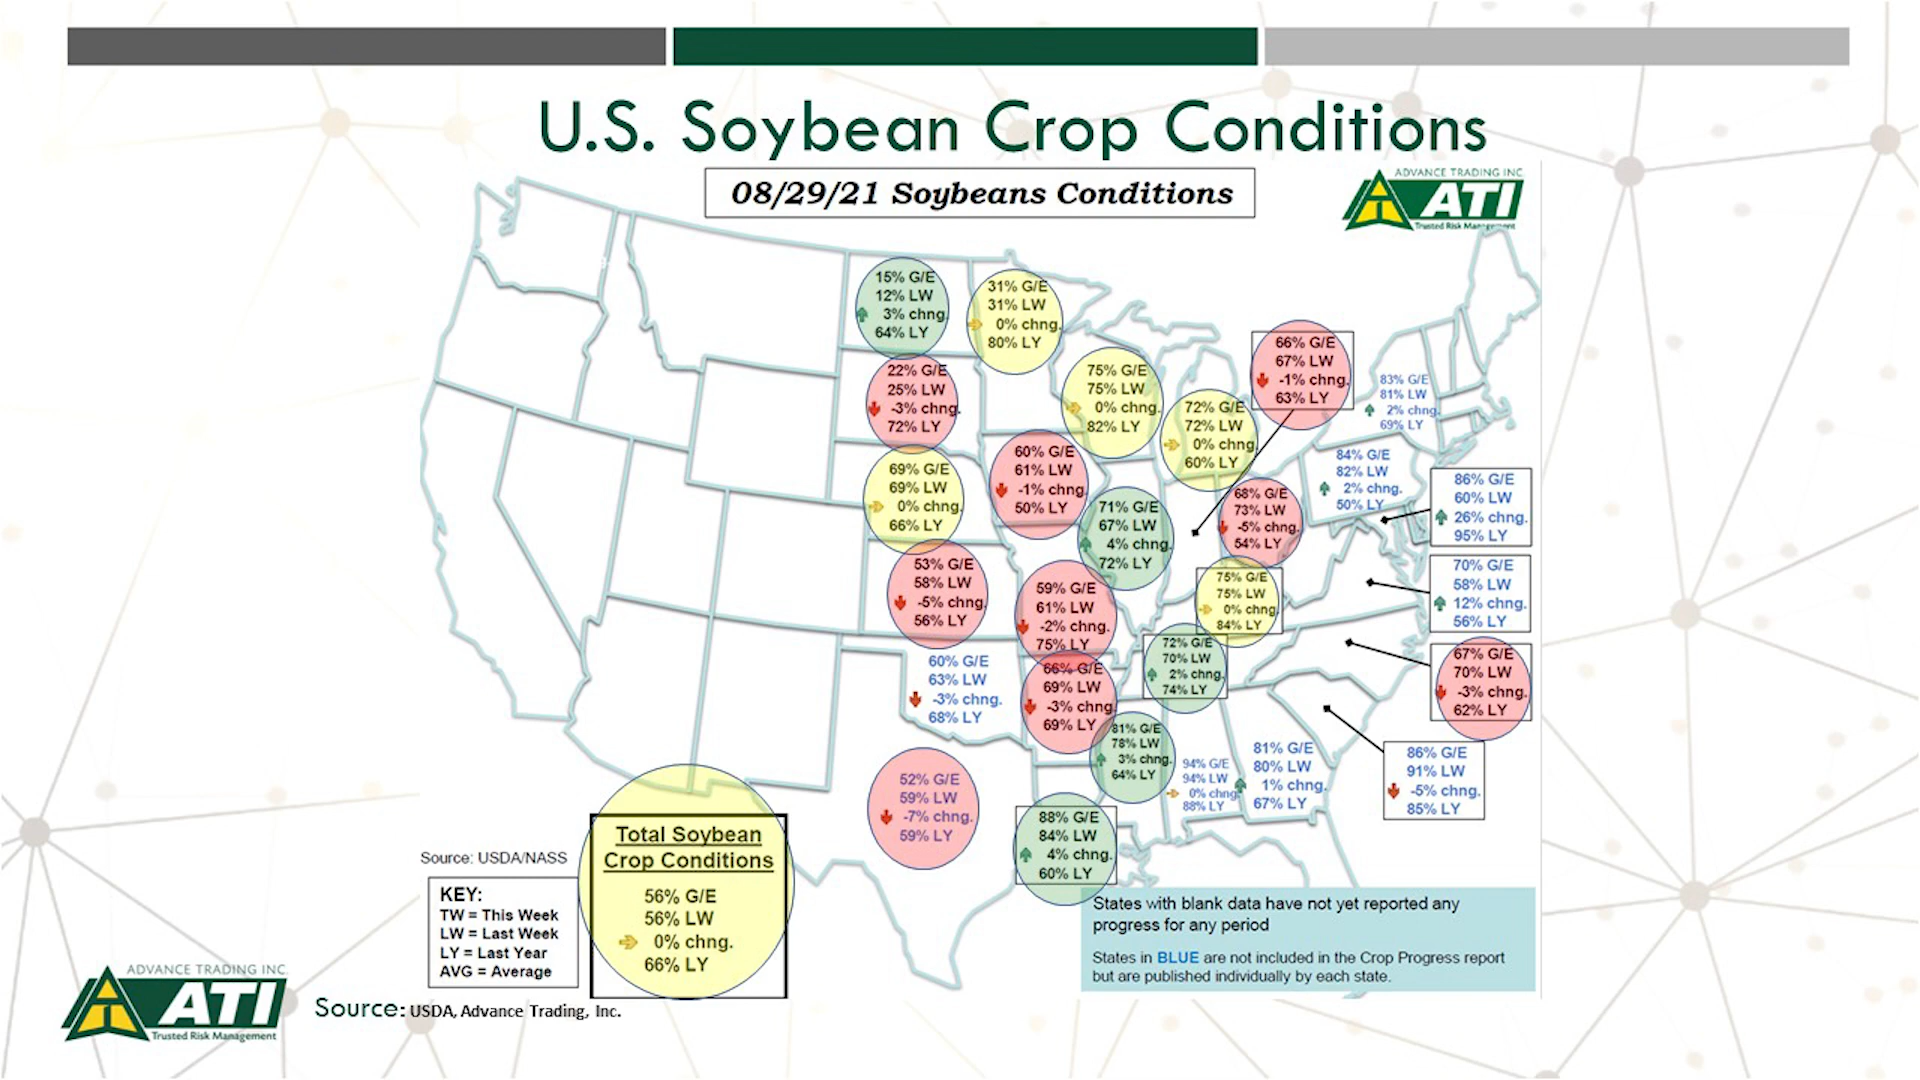 U.S. Soybean Crop Conditions
08/29/21 Soybeans Conditions
ADVANCE TRADING INC.
ATI
Trusted Risk Management
15% G/E
12% LW
3% chng.
64% LY
31% G/E
31% LW
0% chng.
80% LY
66% G/E
67% LW
-1% chng.
63% LY
22% G/E
25% LW
-3% chng.
72% LY
75% G/E
75% LW
0% chng.
82% LY
72% G/E
72% LW
0% chng.
60% LY
83% G/E
81% LW
2% chng.
69% LY
69% G/E
69% LW
0% chng.
66% LY
60% G/E
61% LW
-1% chng.
50% LY
71% G/E
67% LW
4% chng.
72% LY
68% G/E
73% LW
-5% chng.
54% LY
84% G/E
82% LW
2% chng.
50% LY
86% G/E
60% LW
26% chng.
95% LY
53% G/E
58% LW
-5% chng.
56% LY
59% G/E
61% LW
-2% chng.
75% LY
75% G/E
75% LW
0% chng.
84% LY
70% G/E
58% LW
12% chng.
56% LY
60% G/E
63% LW
-3% chng.
68% LY
66% G/E
69% LW
-3% chng.
69% LY
72% G/E
70% LW
2% chng.
74% LY
67% G/E
70% LW
-3% chng.
62% LY
81% G/E
78% LW
3% chng.
64% LY
94% G/E
94% LW
0% chng.
88% LY
81% G/E
80% LW
1% chng.
67% LY
86% G/E
91% LW
-5% chng.
85% LY
52% G/E
59% LW
-7% chng.
59% LY
88% G/E
84% LW
4% chng.
60% LY
Total Soybean
Crop Conditions
56% G/E
56% LW
0% chng.
66% LY
Source: USDA/NASS
KEY:
TW = This Week
LW = Last Week
LY = Last Year
AVG = Average
States with blank data have not yet reported any
progress for any period
States in BLUE are not included in the Crop Progress report
but are published individually by each state.
ADVANCE TRADING INC.
ATI
Trusted Risk Management
Source: USDA, Advance Trading, Inc.